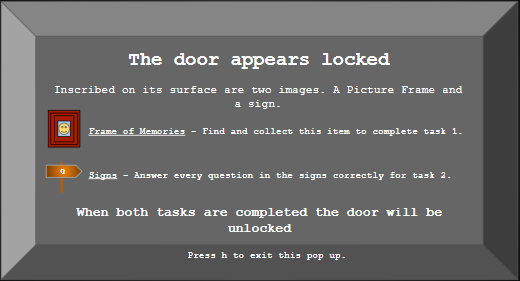 The door appears locked
Inscribed on its surface are two images. A Picture Frame and
a sign.
Frame of Memories - Find and collect this item to complete task 1.
Q
Signs - Answer every question in the signs correctly for task 2.
When both tasks are completed the door will be
unlocked
Press h to exit this pop up.